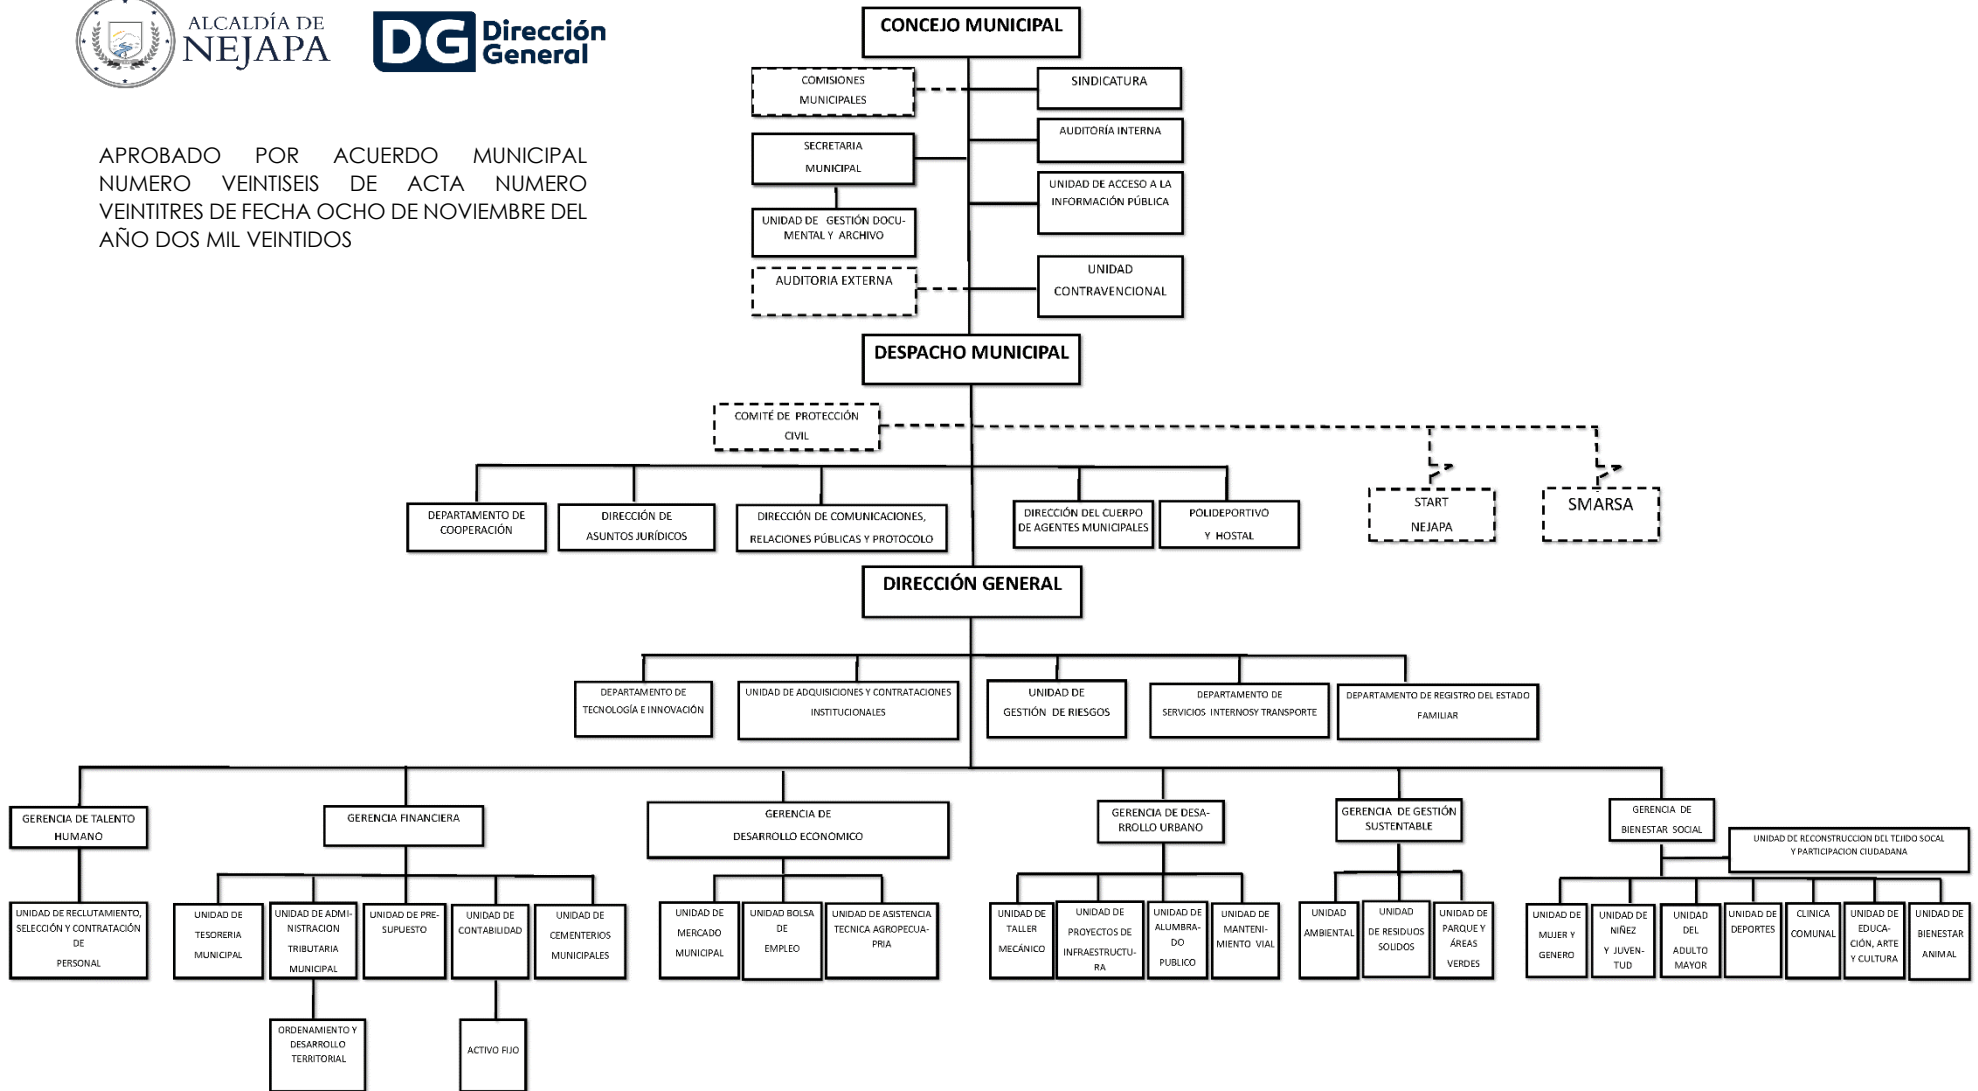 ALCALDÍA DE
NEJAPA
DG Dirección
General
APROBADO POR ACUERDO MUNICIPAL
NUMERO VEINTISEIS DE ACTA NUMERO
VEINTITRES DE FECHA OCHO DE NOVIEMBRE DEL
AÑO DOS MIL VEINTIDOS
CONCEJO MUNICIPAL
COMISIONES
MUNICIPALES
SINDICATURA
SECRETARIA
MUNICIPAL
AUDITORÍA INTERNA
UNIDAD DE ACCESO A LA
INFORMACIÓN PÚBLICA
UNIDAD DE GESTIÓN DOCU-
MENTAL Y ARCHIVO
AUDITORIA EXTERNA
UNIDAD
CONTRAVENCIONAL
DESPACHO MUNICIPAL
COMITÉ DE PROTECCIÓN
CIVIL
DEPARTAMENTO DE
COOPERACIÓN
DIRECCIÓN DE
ASUNTOS JURÍDICOS
DIRECCIÓN DE COMUNICACIONES,
RELACIONES PÚBLICAS Y PROTOCOLO
DIRECCIÓN DEL CUERPO
DE AGENTES MUNICIPALES
POLIDEPORTIVO
Y HOSTAL
START
NEJAPA
SMARSA
DIRECCIÓN GENERAL
DEPARTAMENTO DE
TECNOLOGÍA E INNOVACIÓN
UNIDAD DE ADQUISICIONES Y CONTRATACIONES
INSTITUCIONALES
UNIDAD DE
GESTIÓN DE RIESGOS
DEPARTAMENTO DE
SERVICIOS INTERNOSY TRANSPORTE
DEPARTAMENTO DE REGISTRO DEL ESTADO
FAMILIAR
GERENCIA DE TALENTO
HUMANO
GERENCIA FINANCIERA
GERENCIA DE
DESARROLLO ECONOMICO
GERENCIA DE DESA-
RROLLO URBANO
GERENCIA DE GESTIÓN
SUSTENTABLE
GERENCIA DE
BIENESTAR SOCIAL
UNIDAD DE RECONSTRUCCION DEL TEJIDO SOCAL
Y PARTICIPACION CIUDADANA
UNIDAD DE RECLUTAMIENTO,
SELECCIÓN Y CONTRATACIÓN
DE
PERSONAL
UNIDAD DE
TESORERIA
MUNICIPAL
UNIDAD DE ADMI-
NISTRACION
TRIBUTARIA
MUNICIPAL
UNIDAD DE PRE-
SUPUESTO
UNIDAD DE
CONTABILIDAD
UNIDAD DE
CEMENTERIOS
MUNICIPALES
UNIDAD DE
MERCADO
MUNICIPAL
UNIDAD BOLSA
DE
EMPLEO
UNIDAD DE ASISTENCIA
TECNICA AGROPECUA-
PRIA
UNIDAD DE
TALLER
MECÁNICO
UNIDAD DE
PROYECTOS DE
INFRAESTRUCTU-
RA
UNIDAD DE
ALUMBRA-
DO
PUBLICO
UNIDAD DE
MANTENI-
MIENTO VIAL
UNIDAD
AMBIENTAL
UNIDAD
DE RESIDUOS
SOLIDOS
UNIDAD DE
PARQUE Y
ÁREAS
VERDES
UNIDAD DE
MUJER Y
GENERO
UNIDAD DE
NIÑEZ
Y JUVEN-
TUD
UNIDAD
DEL
ADULTO
MAYOR
UNIDAD DE
DEPORTES
CLINICA
COMUNAL
UNIDAD DE
EDUCA-
CIÓN, ARTE
Y CULTURA
UNIDAD DE
BIENESTAR
ANIMAL
ORDENAMIENTO Y
DESARROLLO
TERRITORIAL
ACTIVO FIJO